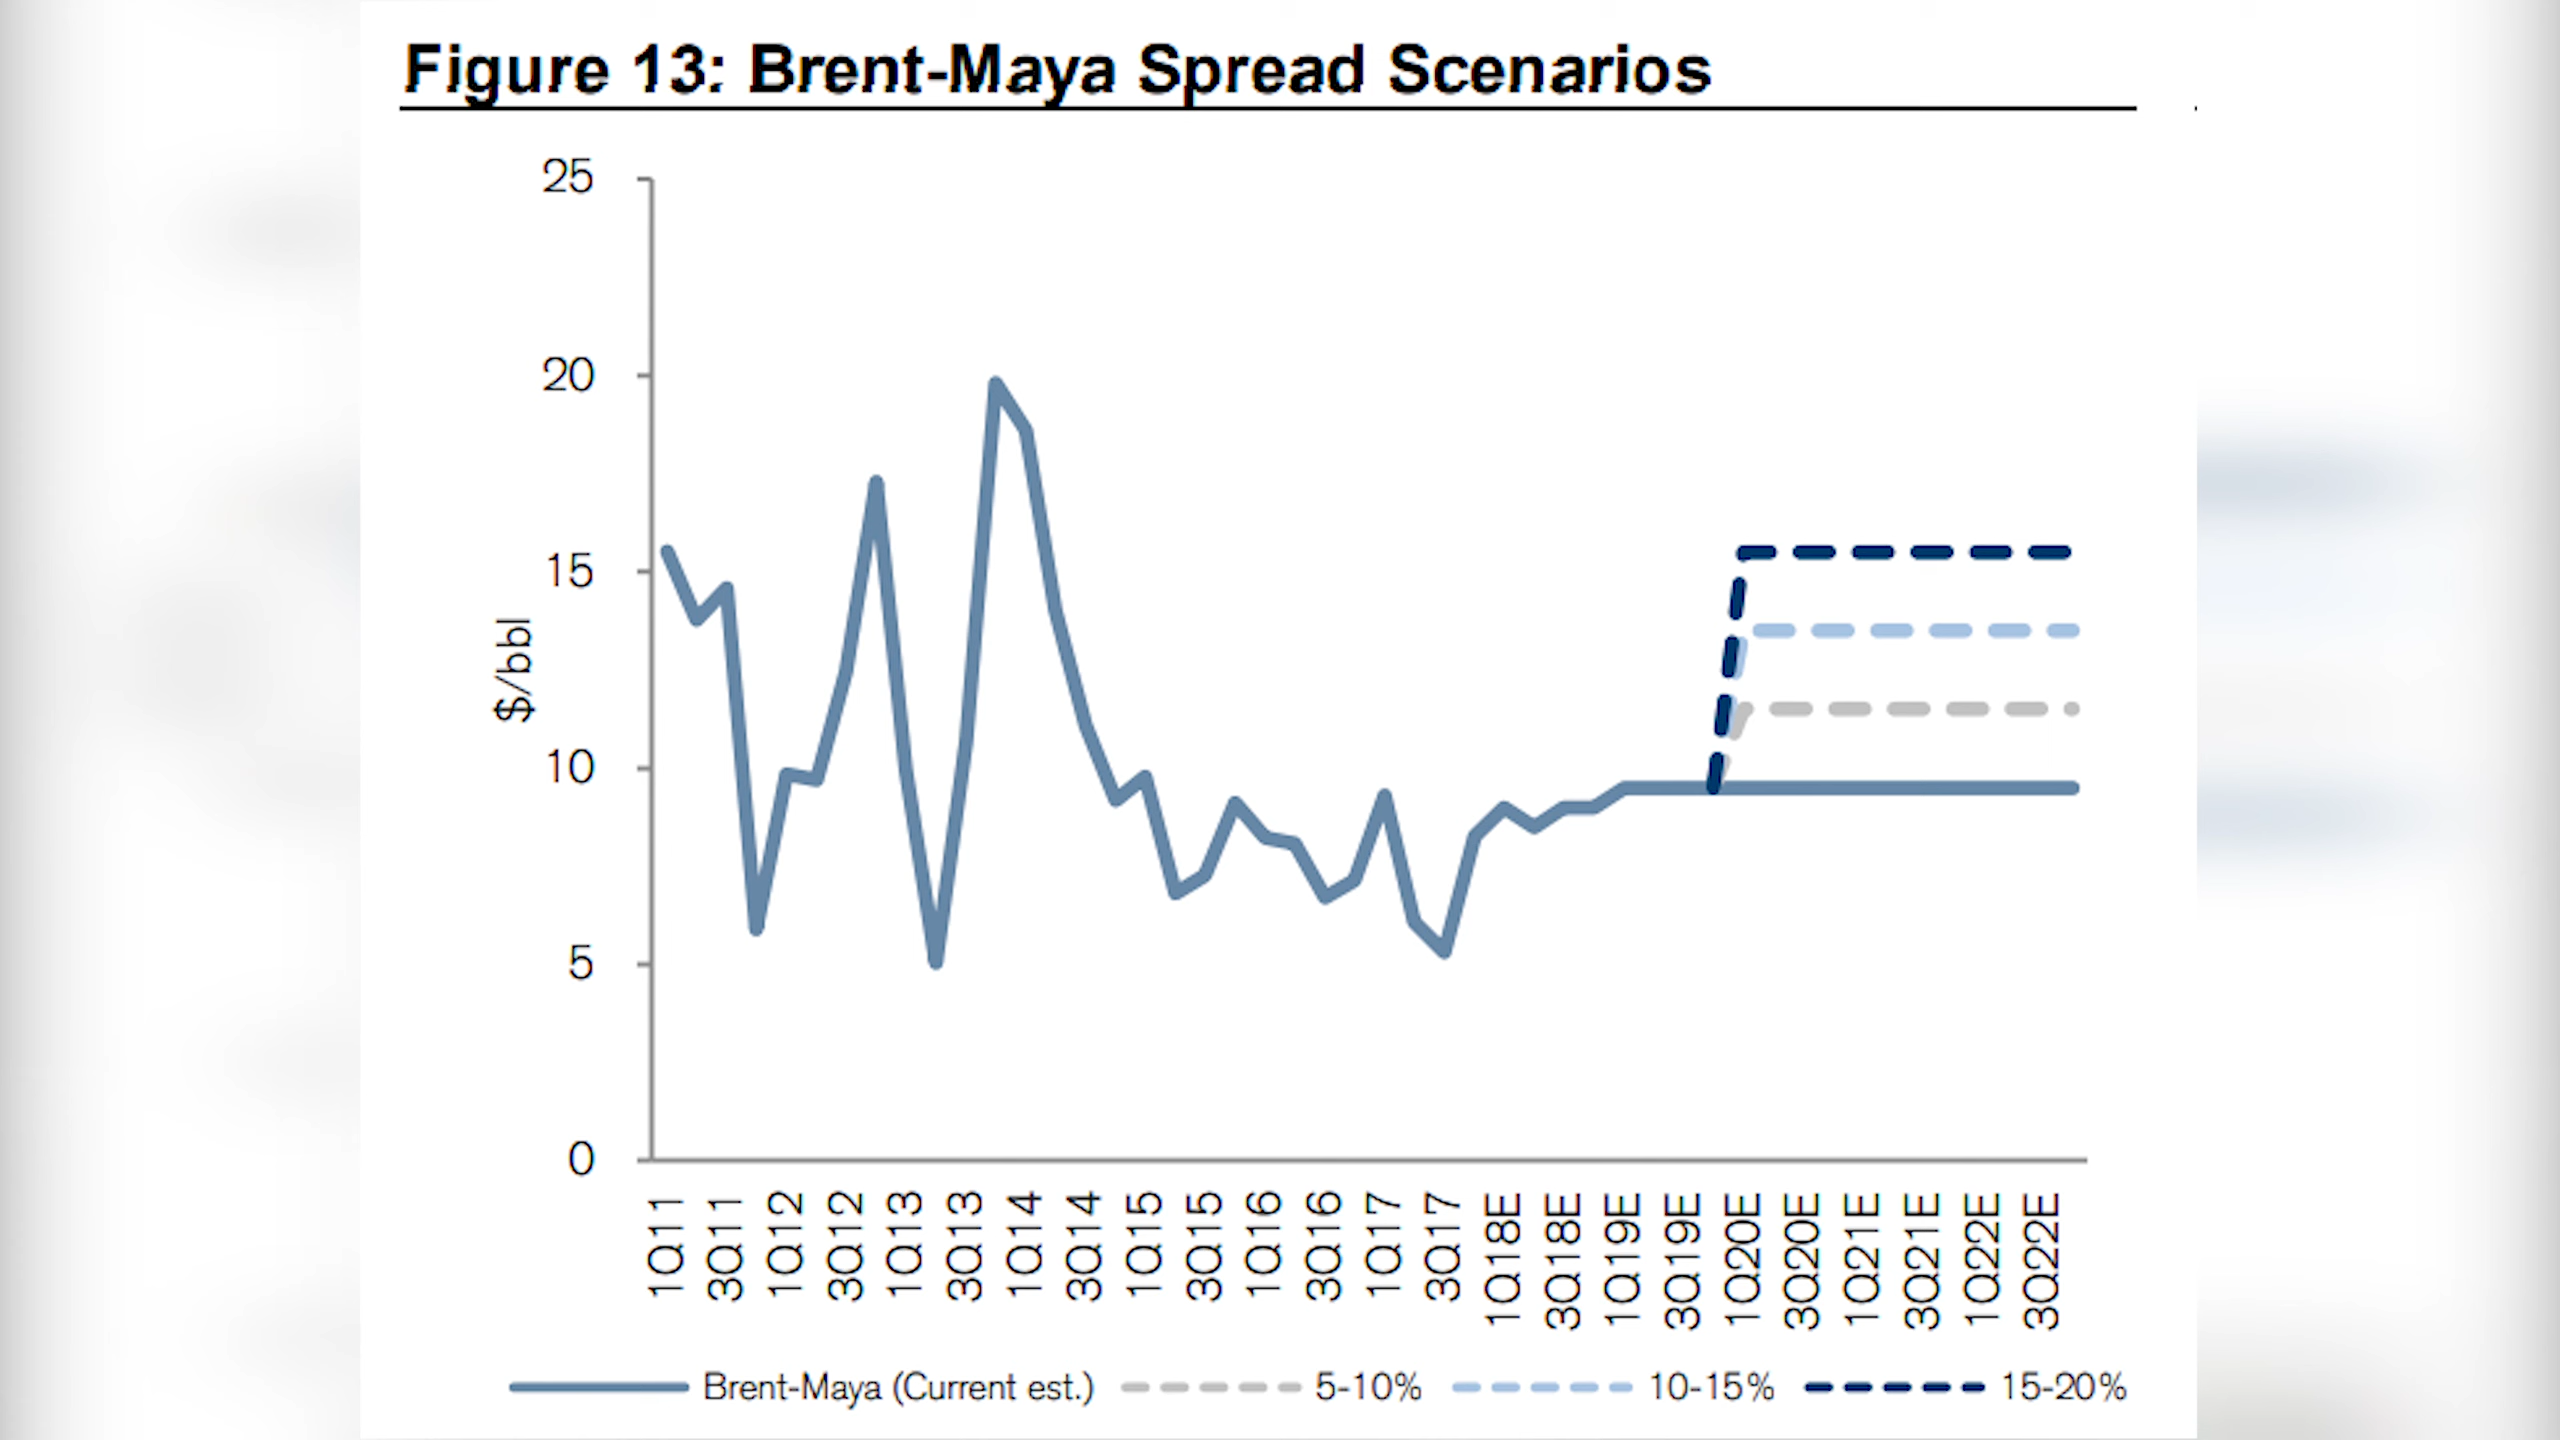 Figure 13: Brent-Maya Spread Scenarios
25
20
15
10
5
0
$/bbl
1Q11
3Q11
1Q12
3Q12
1Q13
3Q13
1Q14
3Q14
1Q15
3Q15
1Q16
3Q16
1Q17
3Q17
1Q18E
3Q18E
1Q19E
3Q19E
1Q20E
3Q20E
1Q21E
3Q21E
1Q22E
3Q22E
Brent-Maya (Current est.)
5-10%
10-15%
15-20%